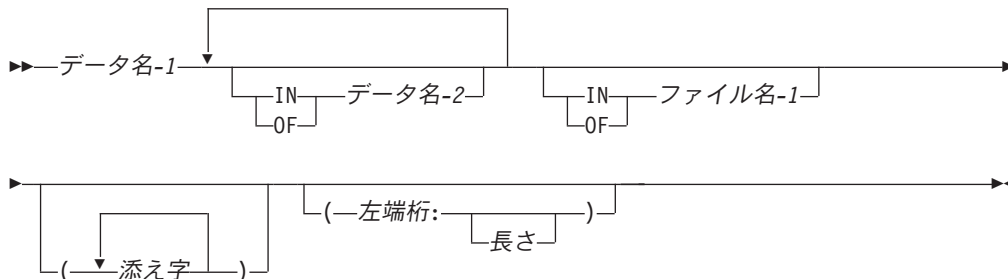 データ名-1
IN データ名-2 IN ファイル名-1
OF OF
( 左端桁: )
長さ
( 添え字 )